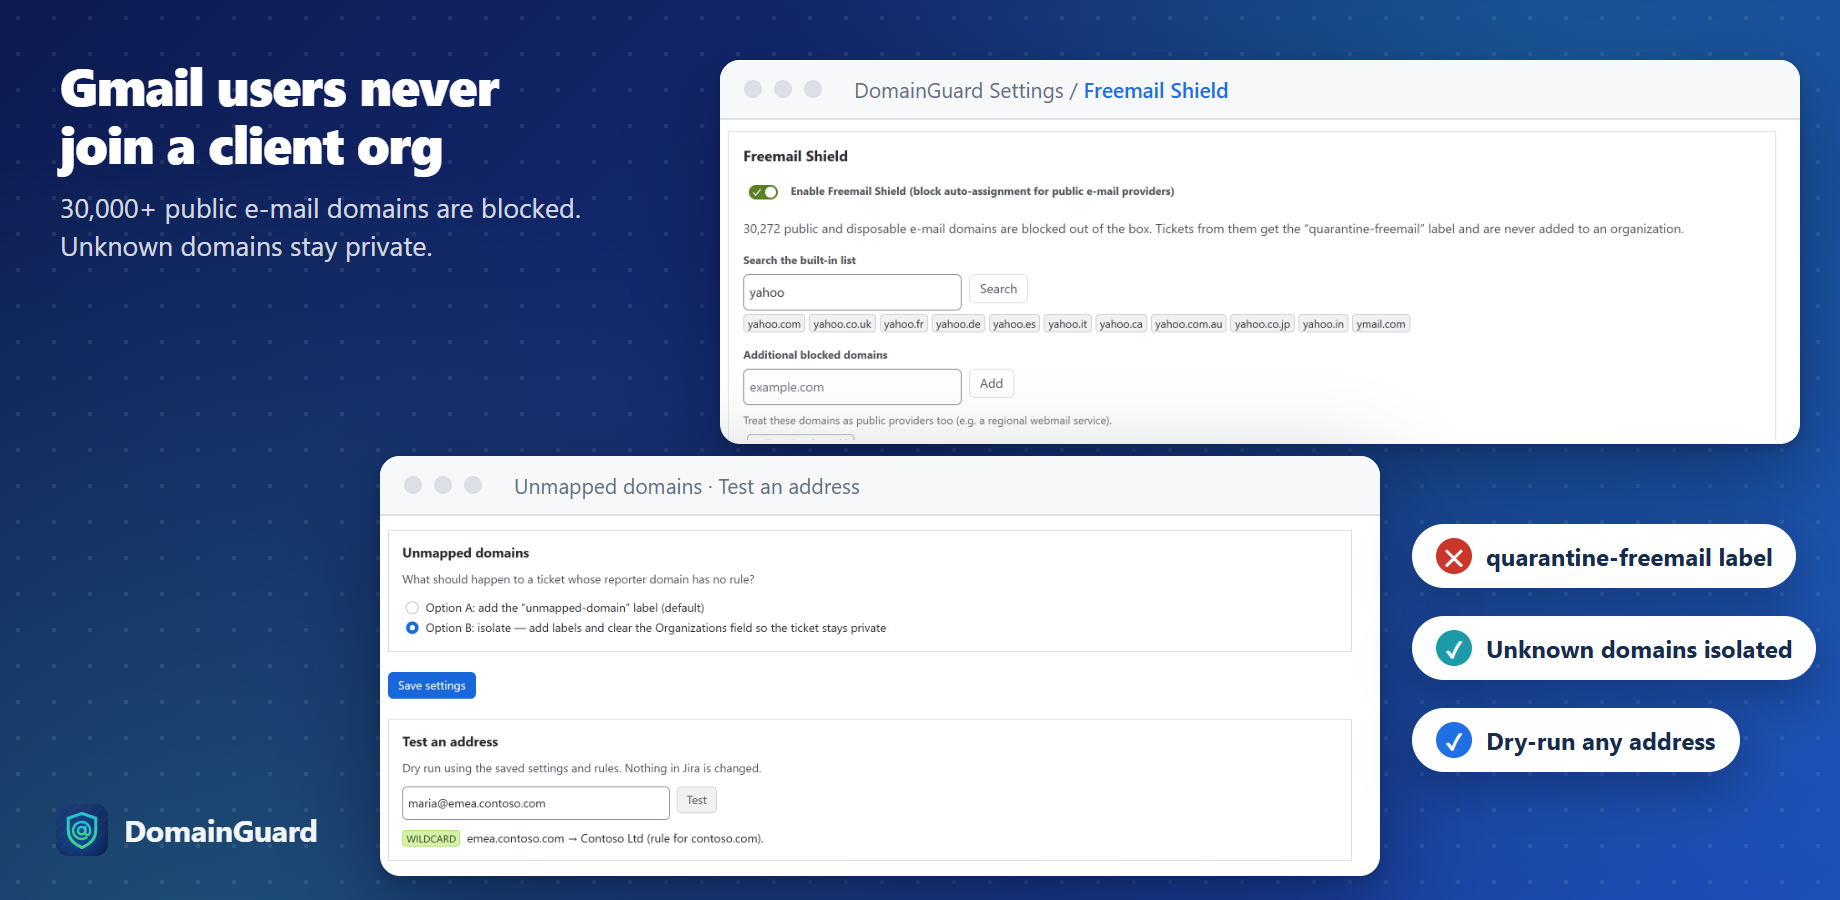 Gmail users never
join a client org
30,000+ public e-mail domains are blocked.
Unknown domains stay private.
DomainGuard Settings / Freemail Shield
Freemail Shield
Enable Freemail Shield (block auto-assignment for public e-mail providers)
30,272 public and disposable e-mail domains are blocked out of the box. Tickets from them get the “quarantine-freemail” label and are never added to an organization.
Search the built-in list
yahoo Search
yahoo.com yahoo.co.uk yahoo.fr yahoo.de yahoo.es yahoo.it yahoo.ca yahoo.com.au yahoo.co.jp yahoo.in ymail.com
Additional blocked domains
example.com Add
Treat these domains as public providers too (e.g. a regional webmail service).
Unmapped domains · Test an address
Unmapped domains
What should happen to a ticket whose reporter domain has no rule?
Option A: add the “unmapped-domain” label (default)
Option B: isolate — add labels and clear the Organizations field so the ticket stays private
Save settings
Test an address
Dry run using the saved settings and rules. Nothing in Jira is changed.
maria@emea.contoso.com Test
WILDCARD emea.contoso.com → Contoso Ltd (rule for contoso.com).
quarantine-freemail label
Unknown domains isolated
Dry-run any address
DomainGuard